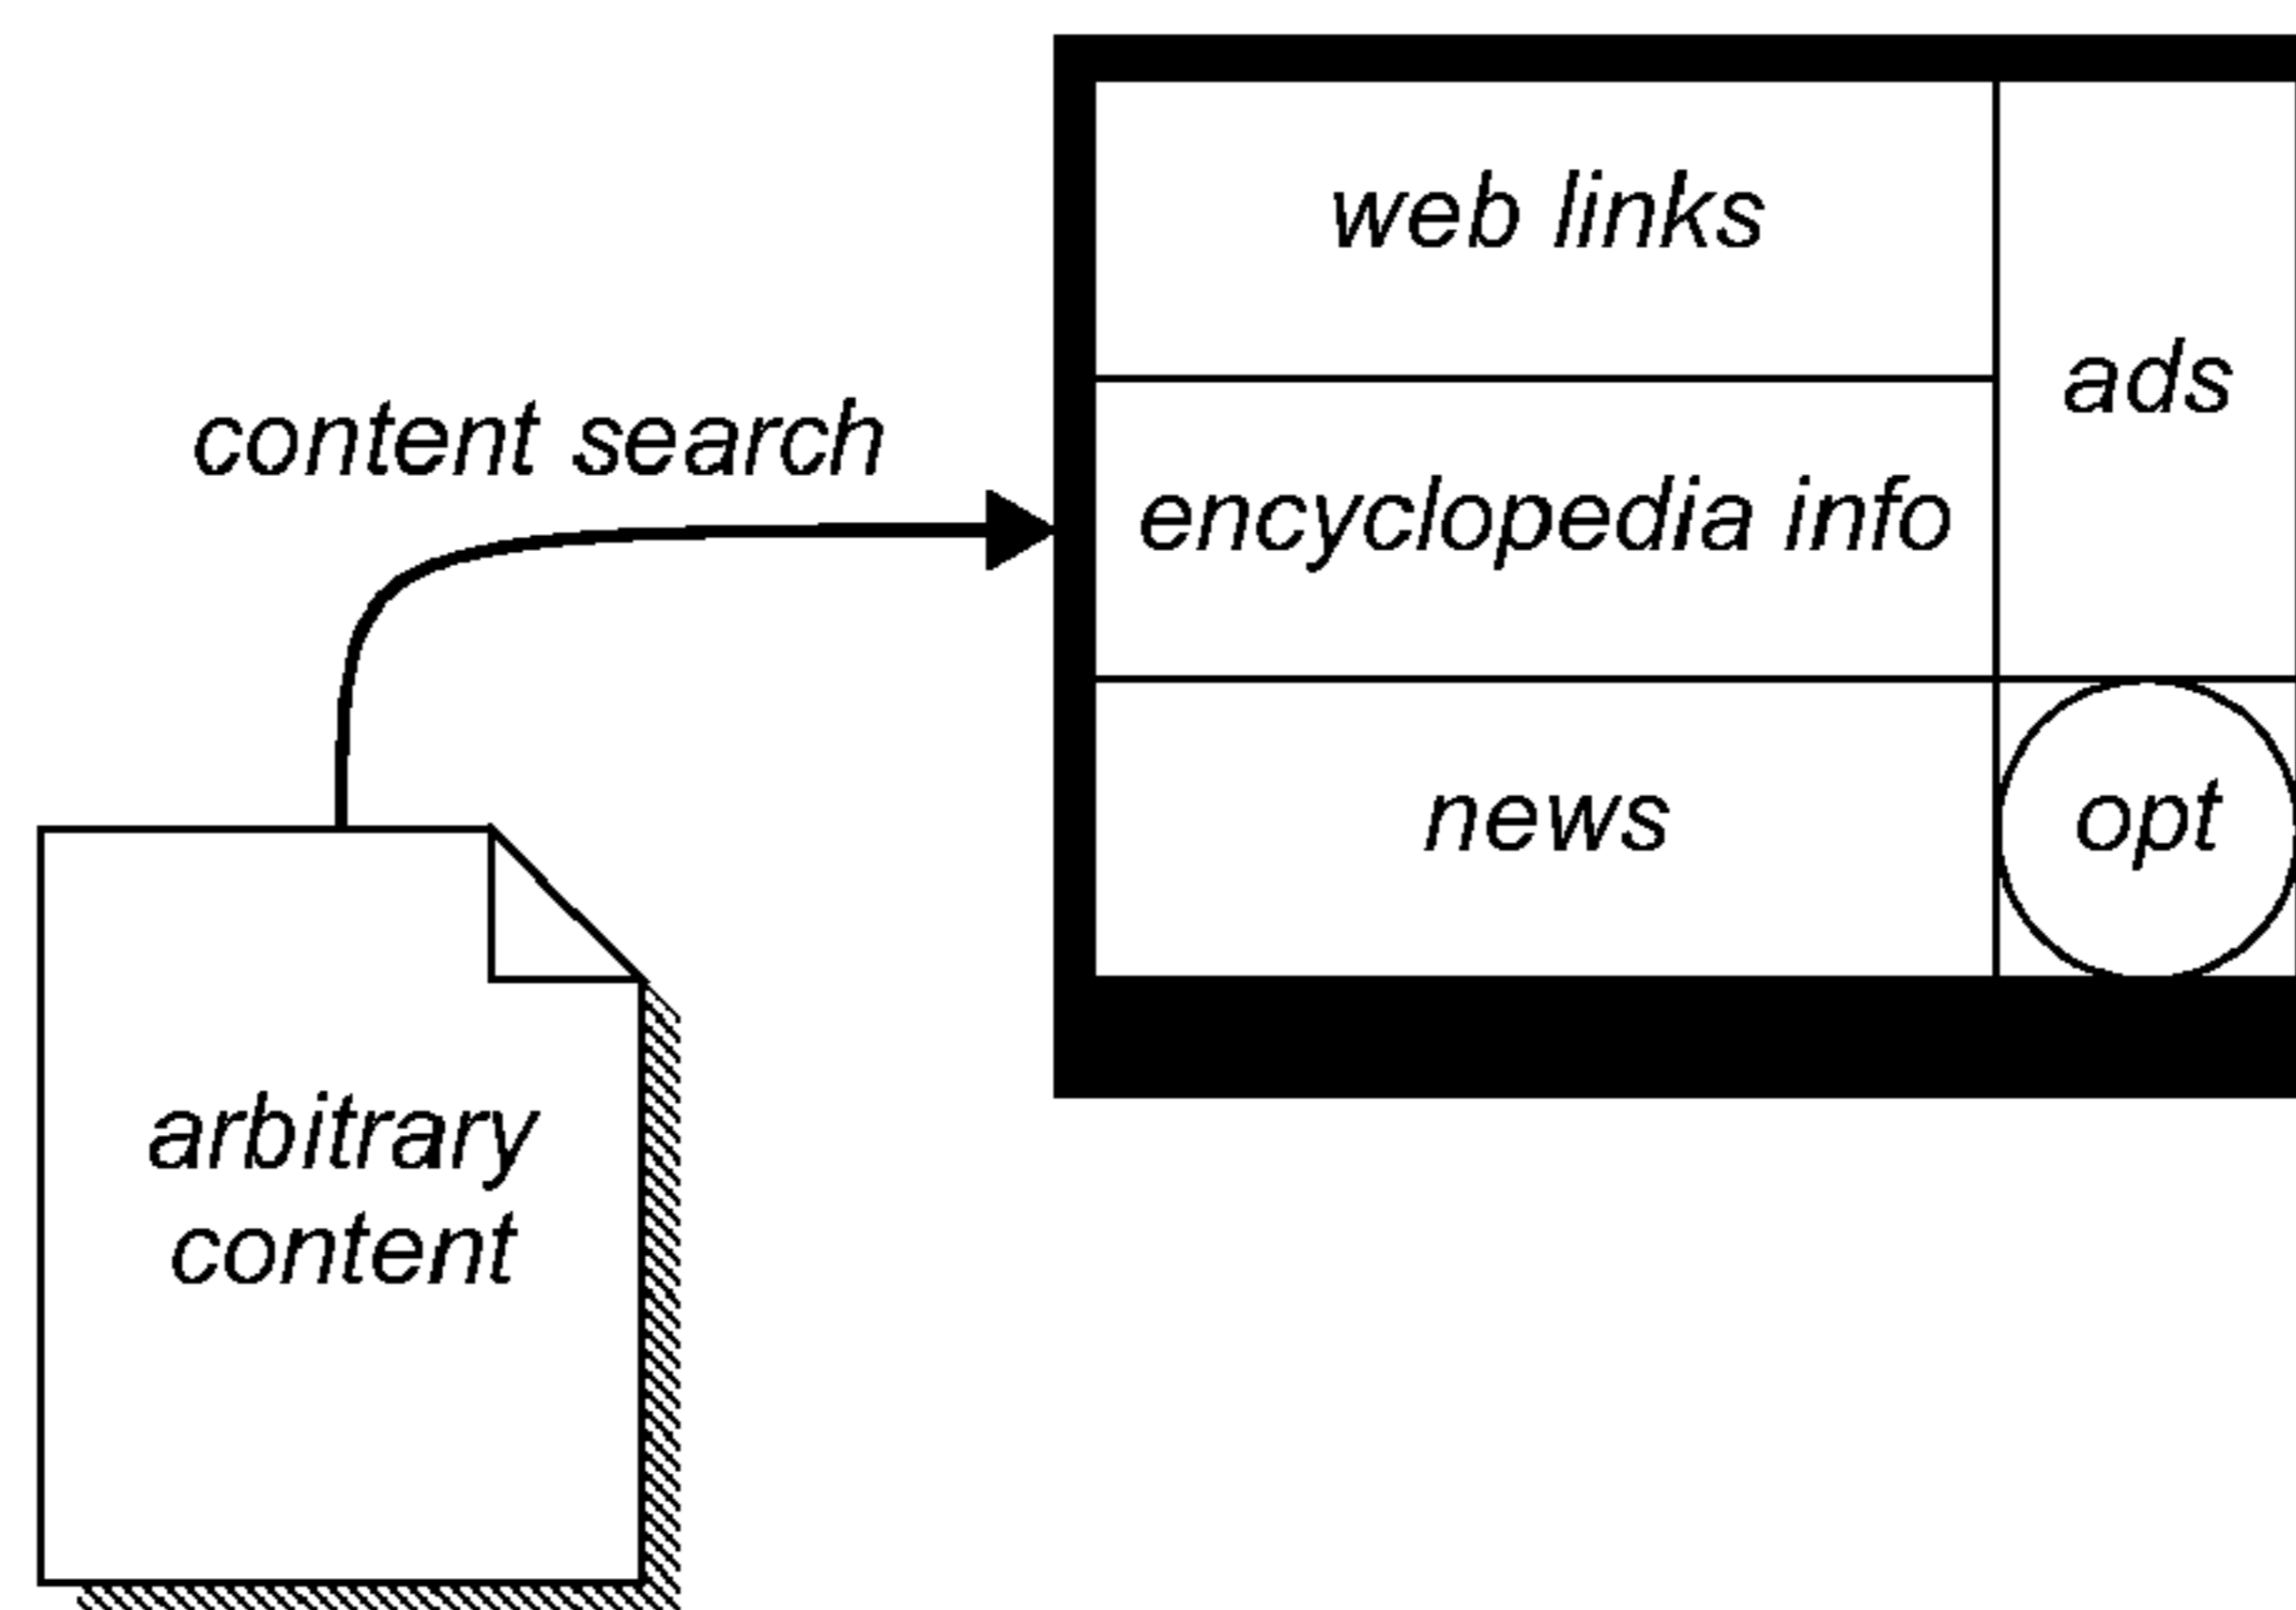 web links
ads
content search
encyclopedia info
news
opt
arbitrary
content